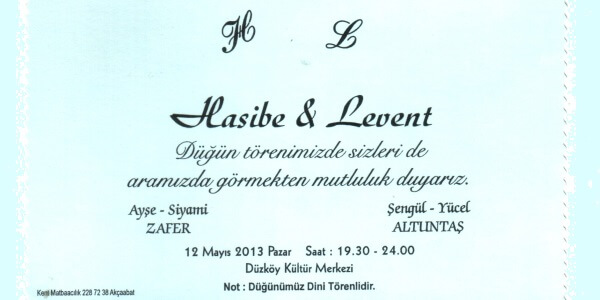 H L
Hasibe & Levent
Düğün törenimizde sizleri de
aramızda görmekten mutluluk duyarız.
Ayşe - Siyami Şengül - Yücel
ZAFER ALTUNTAŞ
12 Mayıs 2013 Pazar Saat : 19.30 - 24.00
Düzköy Kültür Merkezi
Not : Düğünümüz Dini Törenlidir.
Matbaacılık 228 72 38 Akçaabat